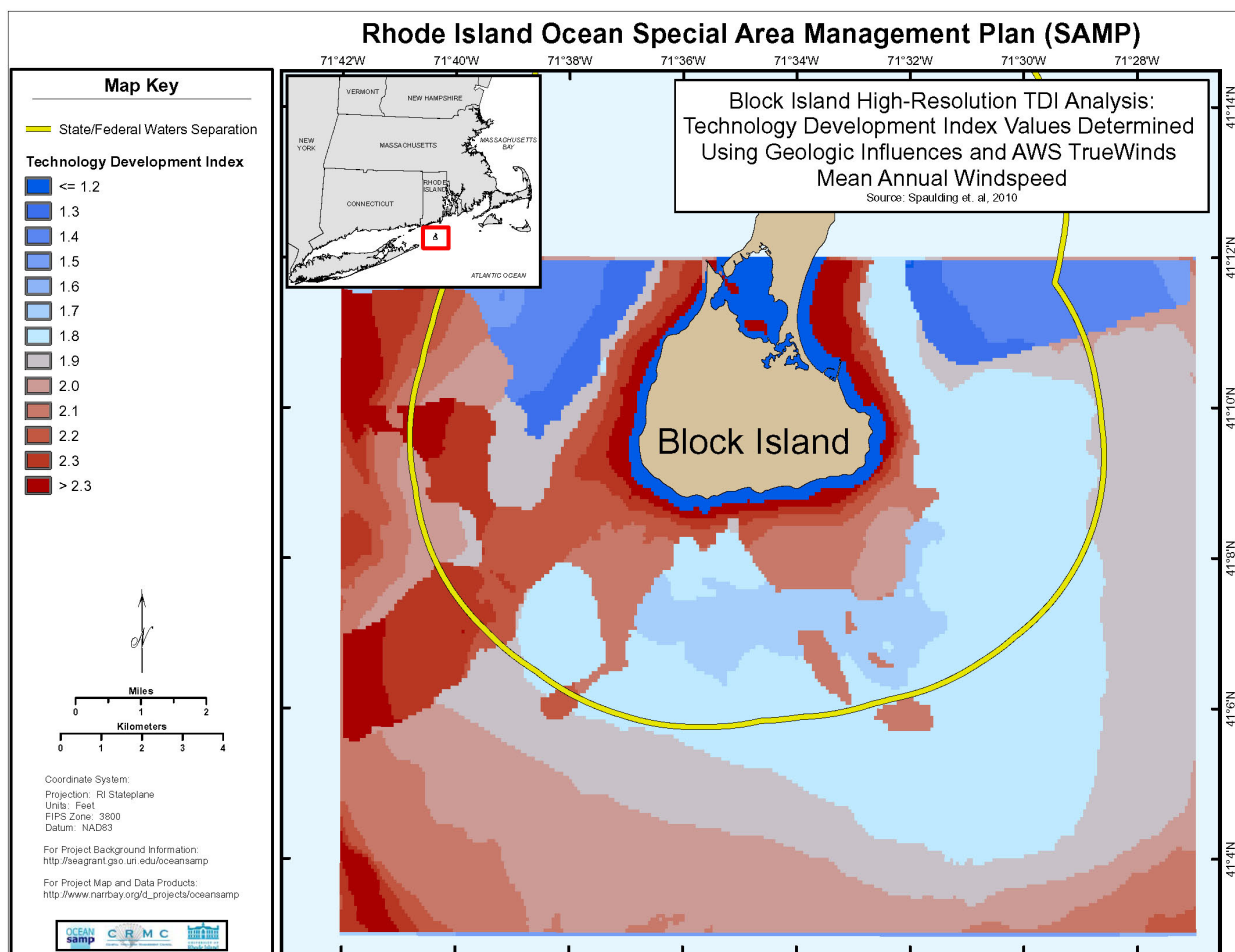 Rhode Island Ocean Special Area Management Plan (SAMP)
71°42'W
71°40'W
71°38'W
71°36'W
71°34'W
71°32'W
71°30'W
71°28'W
Map Key
State/Federal Waters Separation
Technology Development Index
<= 1.2
1.3
1.4
1.5
1.6
1.7
1.8
1.9
2.0
2.1
2.2
2.3
> 2.3
N
Miles
0 1 2
Kilometers
0 1 2 3 4
Coordinate System:
Projection: RI Stateplane
Units: Feet
FIPS Zone: 3800
Datum: NAD83
For Project Background Information:
http://seagrant.gso.uri.edu/oceansamp
For Project Map and Data Products:
http://www.narrbay.org/d_projects/oceansamp
OCEAN
samp
C R M C
VERMONT
NEW HAMPSHIRE
NEW
YORK
MASSACHUSETTS
MASSACHUSETTS
BAY
RHODE
ISLAND
CONNECTICUT
ATLANTIC OCEAN
Block Island High-Resolution TDI Analysis:
Technology Development Index Values Determined
Using Geologic Influences and AWS TrueWinds
Mean Annual Windspeed
Source: Spaulding et. al, 2010
Block Island
41°14'N
41°12'N
41°10'N
41°8'N
41°6'N
41°4'N